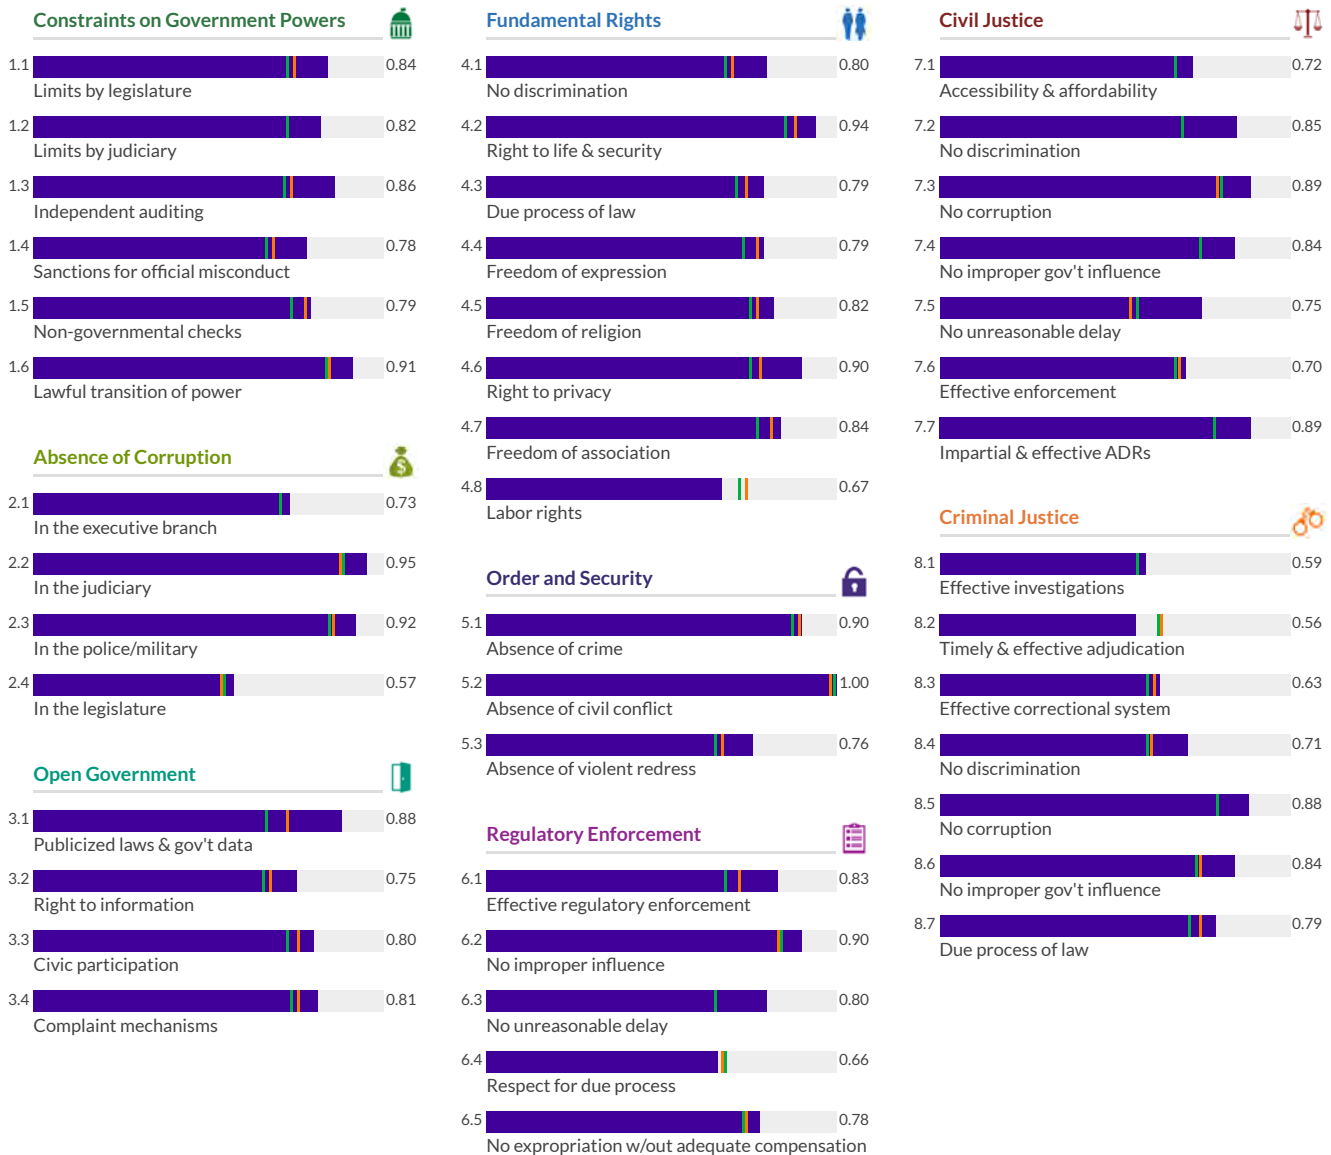 Constraints on Government Powers
1.1 0.84
Limits by legislature
1.2 0.82
Limits by judiciary
1.3 0.86
Independent auditing
1.4 0.78
Sanctions for official misconduct
1.5 0.79
Non-governmental checks
1.6 0.91
Lawful transition of power
Absence of Corruption
$
2.1 0.73
In the executive branch
2.2 0.95
In the judiciary
2.3 0.92
In the police/military
2.4 0.57
In the legislature
Open Government
3.1 0.88
Publicized laws & gov't data
3.2 0.75
Right to information
3.3 0.80
Civic participation
3.4 0.81
Complaint mechanisms
Fundamental Rights
4.1 0.80
No discrimination
4.2 0.94
Right to life & security
4.3 0.79
Due process of law
4.4 0.79
Freedom of expression
4.5 0.82
Freedom of religion
4.6 0.90
Right to privacy
4.7 0.84
Freedom of association
4.8 0.67
Labor rights
Order and Security
5.1 0.90
Absence of crime
5.2 1.00
Absence of civil conflict
5.3 0.76
Absence of violent redress
Regulatory Enforcement
6.1 0.83
Effective regulatory enforcement
6.2 0.90
No improper influence
6.3 0.80
No unreasonable delay
6.4 0.66
Respect for due process
6.5 0.78
No expropriation w/out adequate compensation
Civil Justice
7.1 0.72
Accessibility & affordability
7.2 0.85
No discrimination
7.3 0.89
No corruption
7.4 0.84
No improper gov't influence
7.5 0.75
No unreasonable delay
7.6 0.70
Effective enforcement
7.7 0.89
Impartial & effective ADRs
Criminal Justice
8.1 0.59
Effective investigations
8.2 0.56
Timely & effective adjudication
8.3 0.63
Effective correctional system
8.4 0.71
No discrimination
8.5 0.88
No corruption
8.6 0.84
No improper gov't influence
8.7 0.79
Due process of law